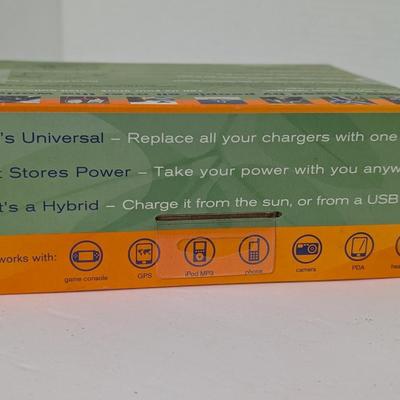 's Universal – Replace all your chargers with one
t Stores Power – Take your power with you anyw
t's a Hybrid – Charge it from the sun, or from a USB
works with:
game console
GPS
iPod MP3
phone
camera
PDA
hea